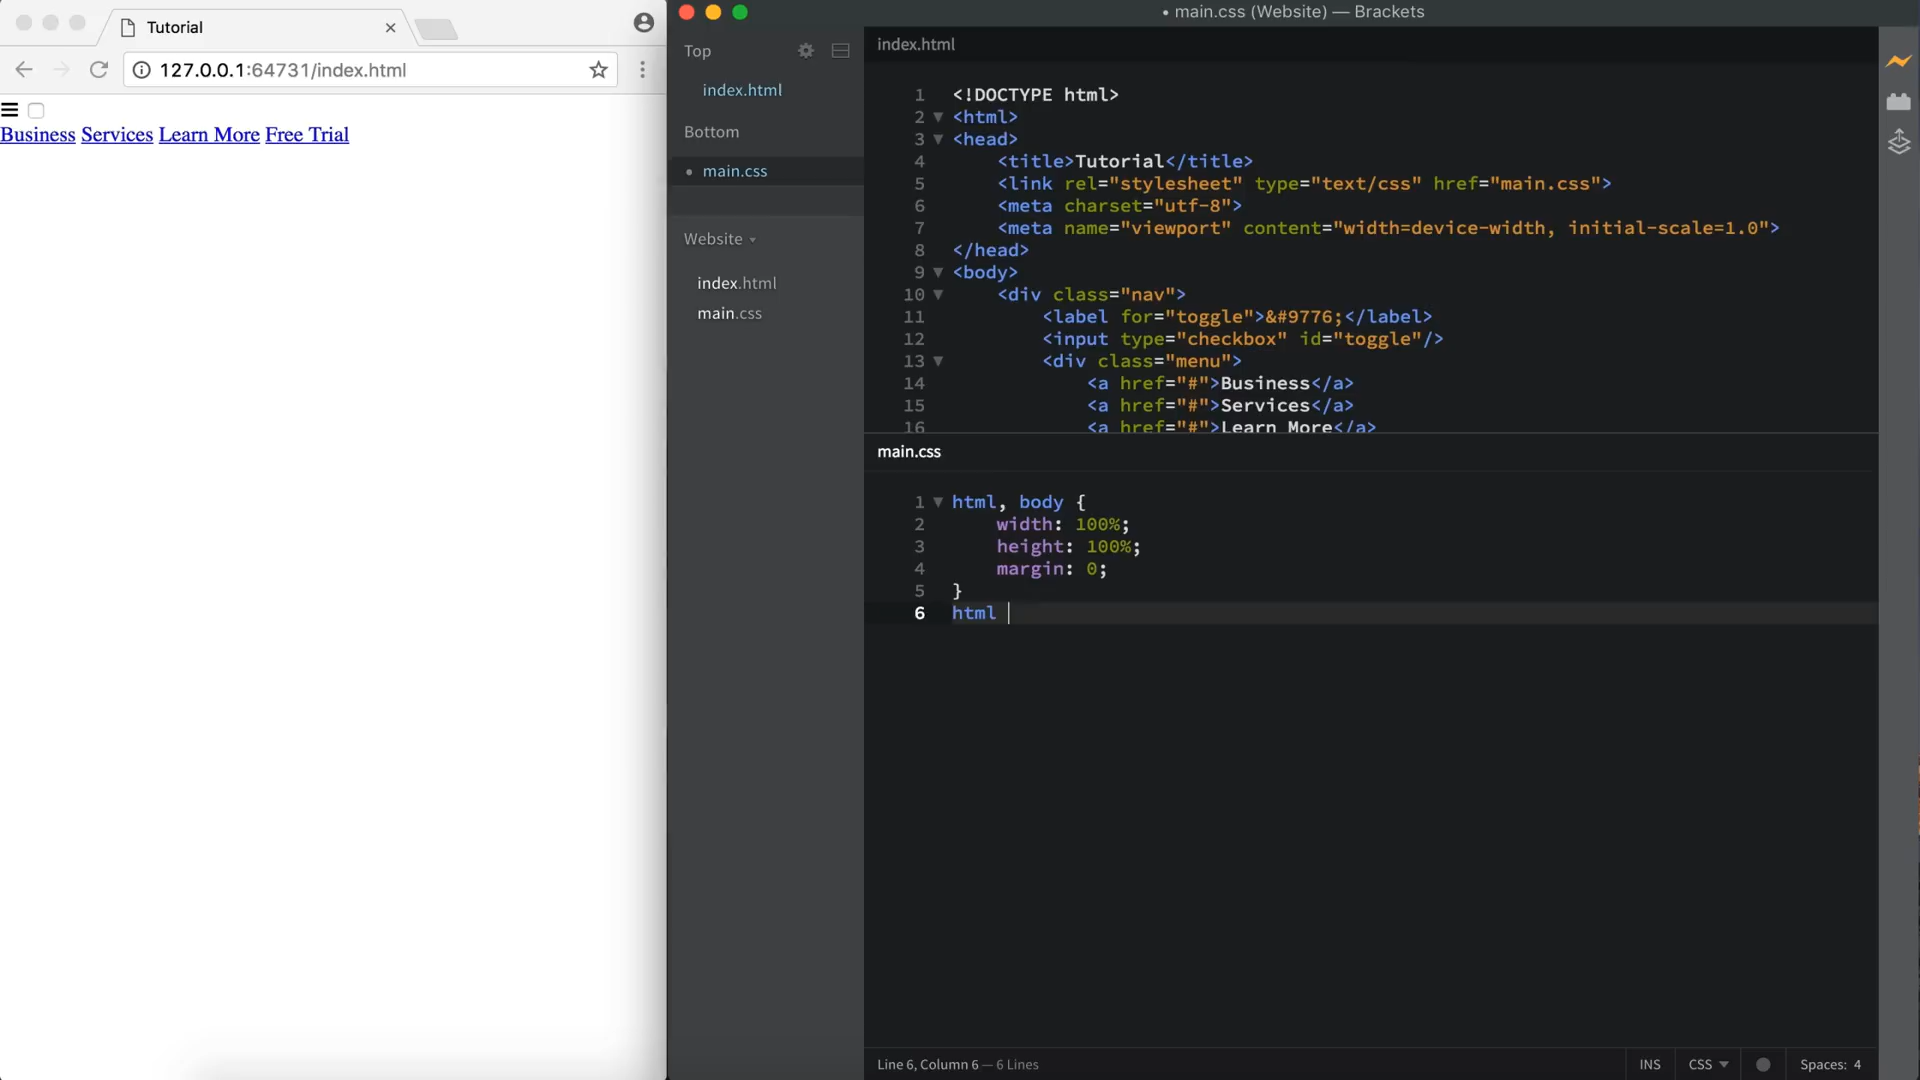 Tutorial
127.0.0.1:64731/index.html
☰
Business Services Learn More Free Trial
• main.css (Website) — Brackets
Top
index.html
Bottom
• main.css
Website
index.html
main.css
index.html
1 <!DOCTYPE html>
2 <html>
3 <head>
4     <title>Tutorial</title>
5     <link rel="stylesheet" type="text/css" href="main.css">
6     <meta charset="utf-8">
7     <meta name="viewport" content="width=device-width, initial-scale=1.0">
8 </head>
9 <body>
10     <div class="nav">
11         <label for="toggle">&#9776;</label>
12         <input type="checkbox" id="toggle"/>
13         <div class="menu">
14             <a href="#">Business</a>
15             <a href="#">Services</a>
16             <a href="#">Learn More</a>
main.css
1 html, body {
2     width: 100%;
3     height: 100%;
4     margin: 0;
5 }
6 html
Line 6, Column 6 — 6 Lines
INS CSS Spaces: 4